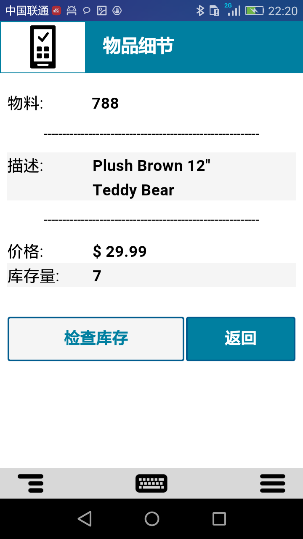 中国联通 2G 22:20
物品细节
物料: 788
描述: Plush Brown 12"
Teddy Bear
价格: $ 29.99
库存量: 7
检查库存 返回